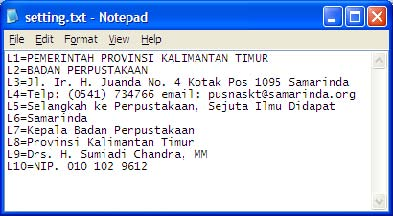 setting.txt - Notepad
File Edit Format View Help
L1=PEMERINTAH PROVINSI KALIMANTAN TIMUR
L2=BADAN PERPUSTAKAAN
L3=Jl. Ir. H. Juanda No. 4 Kotak Pos 1095 Samarinda
L4=Telp: (0541) 734766 email: pusnaskt@samarinda.org
L5=Selangkah ke Perpustakaan, Sejuta Ilmu Didapat
L6=Samarinda
L7=Kepala Badan Perpustakaan
L8=Provinsi Kalimantan Timur
L9=Drs. H. Sumiadi Chandra, MM
L10=NIP. 010 102 9612